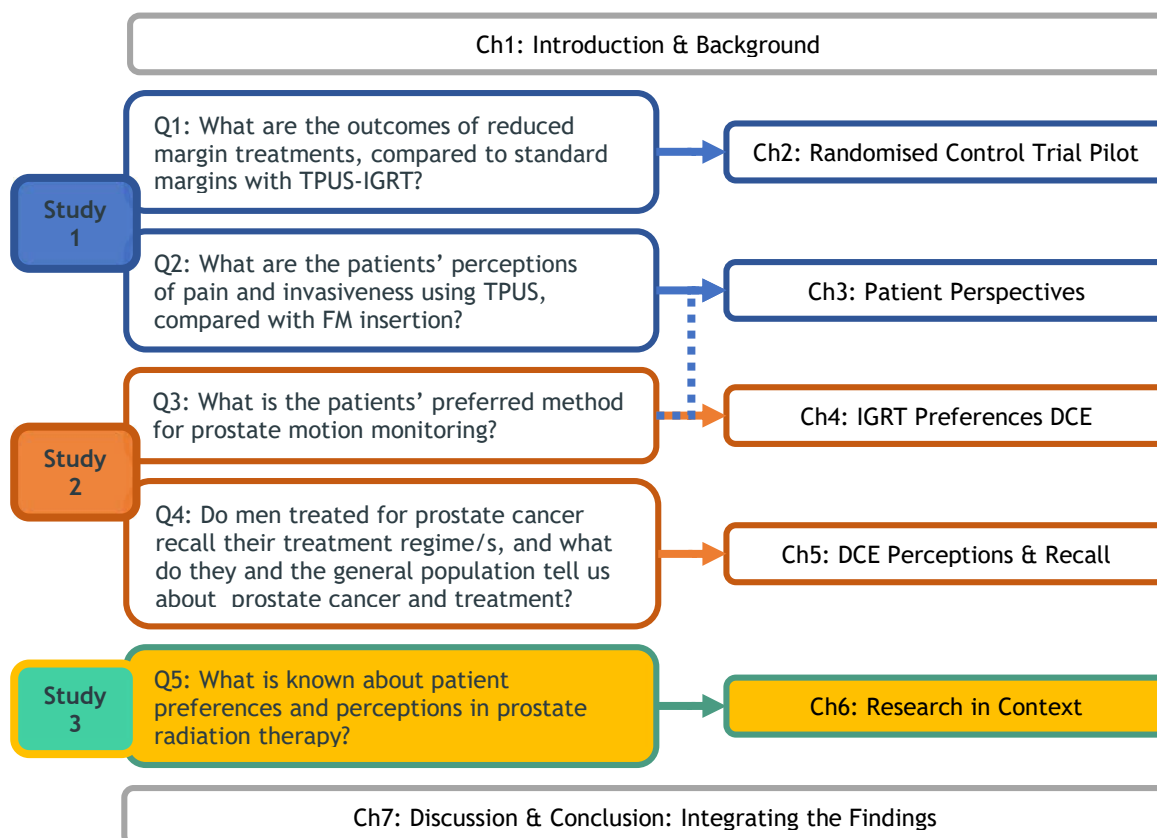 Ch1: Introduction & Background
Q1: What are the outcomes of reduced
margin treatments, compared to standard
margins with TPUS-IGRT?
Ch2: Randomised Control Trial Pilot
Study
1
Q2: What are the patients’ perceptions
of pain and invasiveness using TPUS,
compared with FM insertion?
Ch3: Patient Perspectives
Q3: What is the patients’ preferred method
for prostate motion monitoring?
Ch4: IGRT Preferences DCE
Study
2
Q4: Do men treated for prostate cancer
recall their treatment regime/s, and what
do they and the general population tell us
about prostate cancer and treatment?
Ch5: DCE Perceptions & Recall
Study
3
Q5: What is known about patient
preferences and perceptions in prostate
radiation therapy?
Ch6: Research in Context
Ch7: Discussion & Conclusion: Integrating the Findings